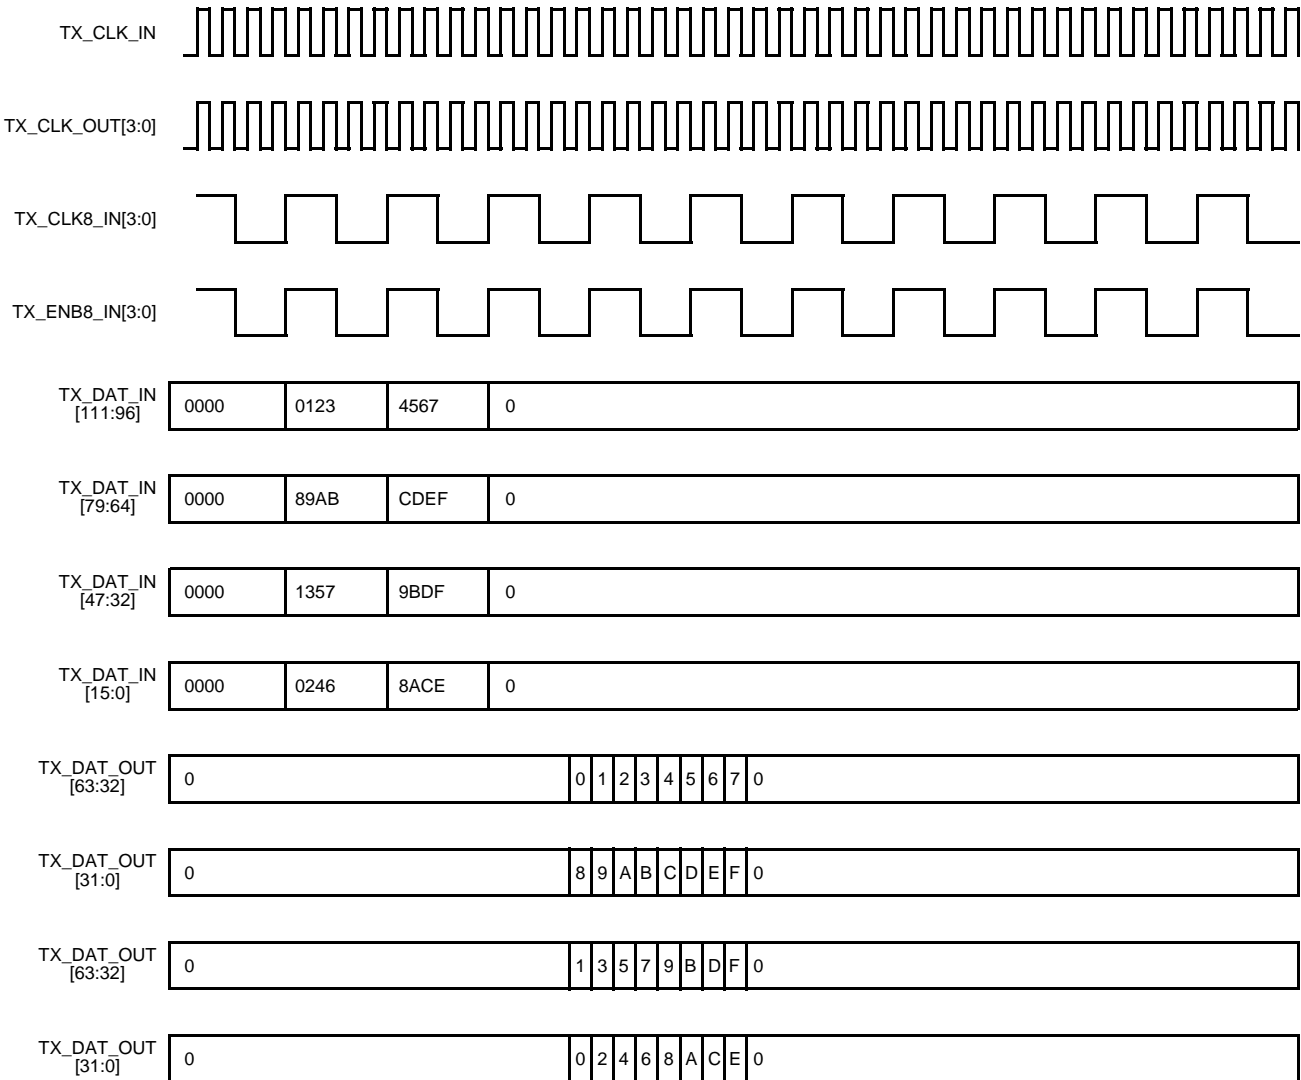 TX_CLK_IN
TX_CLK_OUT[3:0]
TX_CLK8_IN[3:0]
TX_ENB8_IN[3:0]
TX_DAT_IN
[111:96]
0000 0123 4567 0
TX_DAT_IN
[79:64]
0000 89AB CDEF 0
TX_DAT_IN
[47:32]
0000 1357 9BDF 0
TX_DAT_IN
[15:0]
0000 0246 8ACE 0
TX_DAT_OUT
[63:32]
0 0 1 2 3 4 5 6 7 0
TX_DAT_OUT
[31:0]
0 8 9 A B C D E F 0
TX_DAT_OUT
[63:32]
0 1 3 5 7 9 B D F 0
TX_DAT_OUT
[31:0]
0 0 2 4 6 8 A C E 0